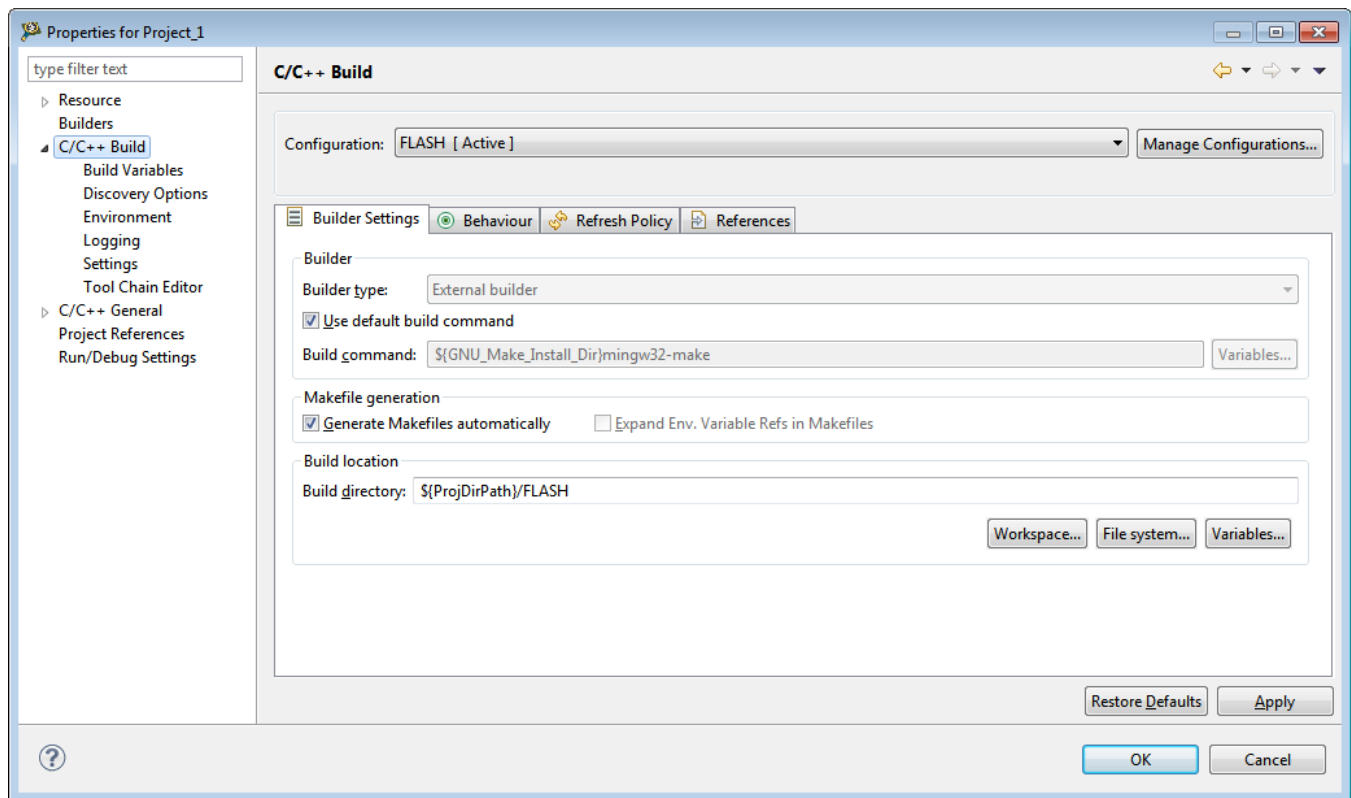 Properties for Project_1
type filter text
C/C++ Build
Resource
Builders
C/C++ Build
Build Variables
Discovery Options
Environment
Logging
Settings
Tool Chain Editor
C/C++ General
Project References
Run/Debug Settings
Configuration: FLASH [ Active ] Manage Configurations...
Builder Settings Behaviour Refresh Policy References
Builder
Builder type: External builder
Use default build command
Build command: ${GNU_Make_Install_Dir}mingw32-make Variables...
Makefile generation
Generate Makefiles automatically Expand Env. Variable Refs in Makefiles
Build location
Build directory: ${ProjDirPath}/FLASH
Workspace... File system... Variables...
Restore Defaults Apply
? OK Cancel